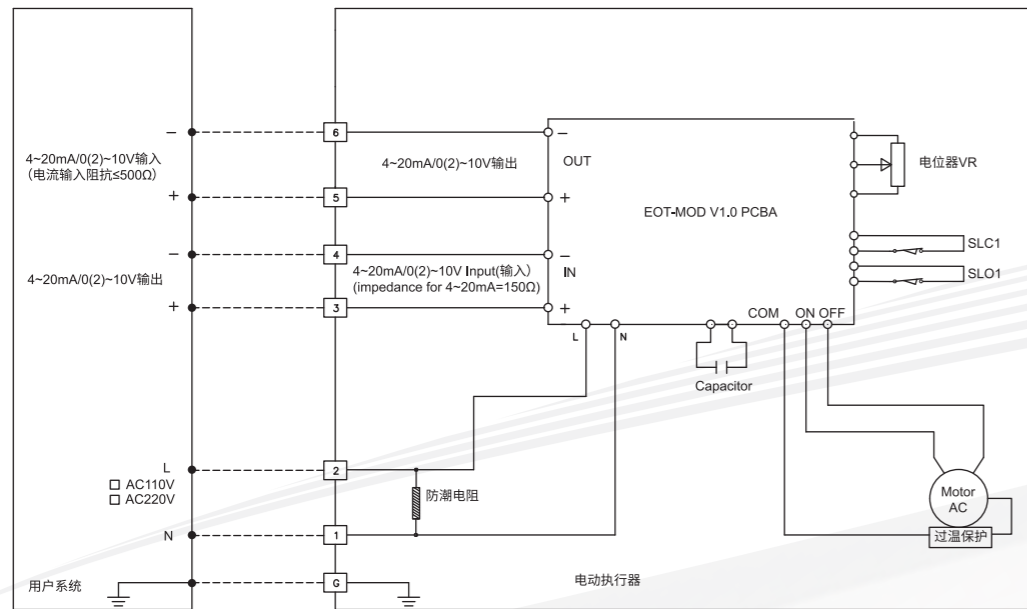 −
4~20mA/0(2)~10V输入
(电流输入阻抗≤500Ω)
+
−
4~20mA/0(2)~10V输出
+
L
□ AC110V
□ AC220V
N
用户系统
6
5
4
3
2
1
G
4~20mA/0(2)~10V输出
4~20mA/0(2)~10V Input(输入)
(impedance for 4~20mA=150Ω)
−
OUT
+
−
IN
+
EOT-MOD V1.0 PCBA
L
N
COM
ON
OFF
Capacitor
电位器VR
SLC1
SLO1
防潮电阻
Motor
AC
过温保护
电动执行器